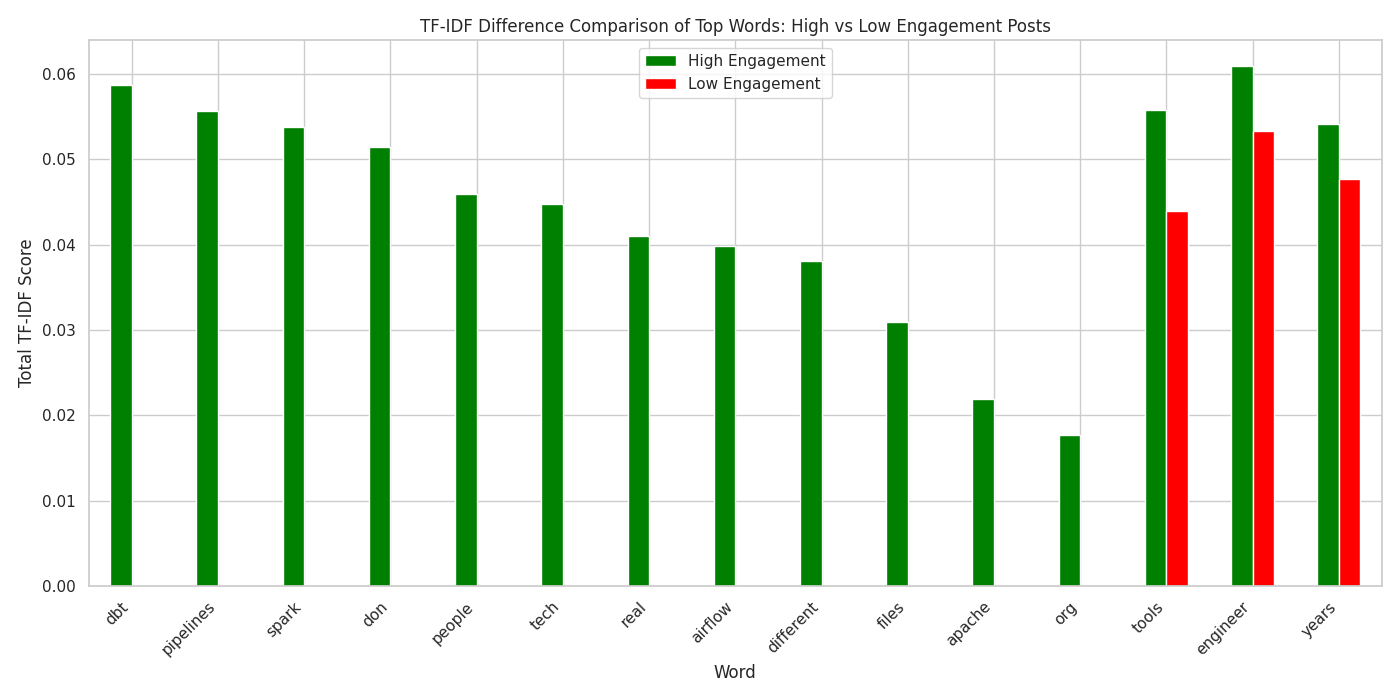 TF-IDF Difference Comparison of Top Words: High vs Low Engagement Posts
High Engagement
Low Engagement
Total TF-IDF Score
0.06
0.05
0.04
0.03
0.02
0.01
0.00
dbt
pipelines
spark
don
people
tech
real
airflow
different
files
apache
org
tools
engineer
years
Word